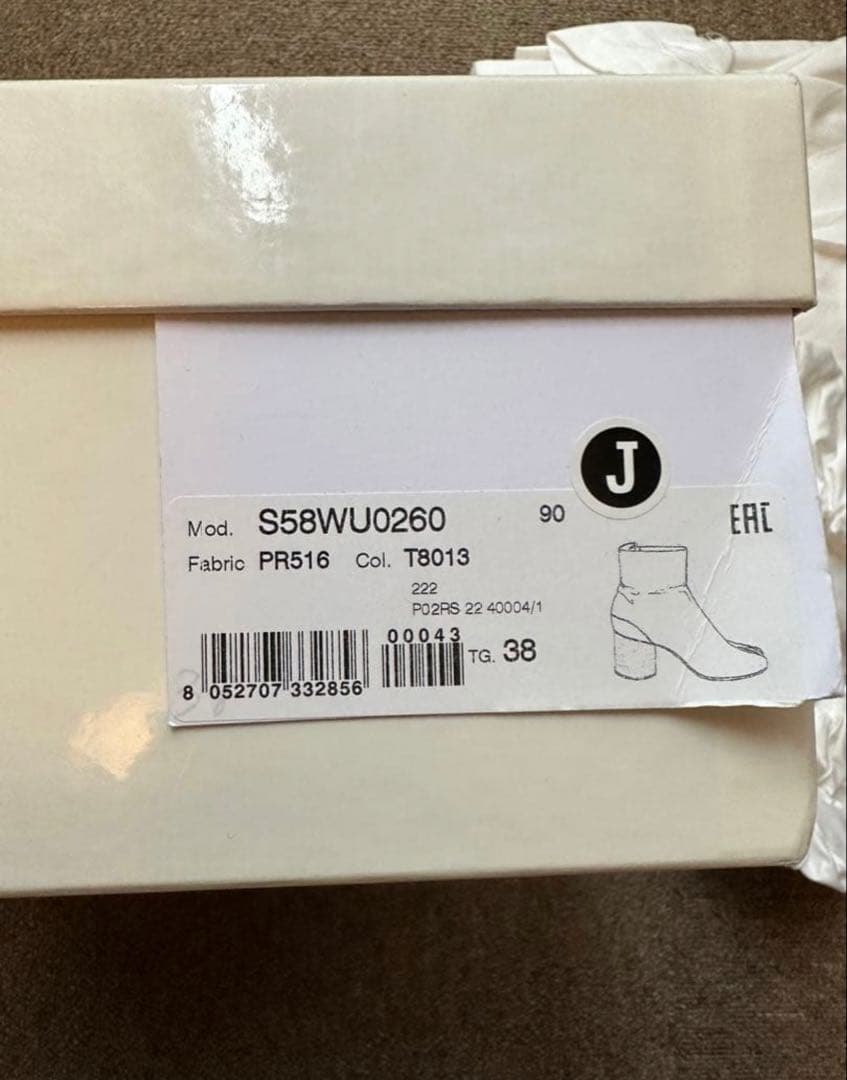 J
Mod. S58WU0260 90 EAC
Fabric PR516 Col. T8013
222
P02RS 22 40004/1
00043
TG. 38
8 052707 332856